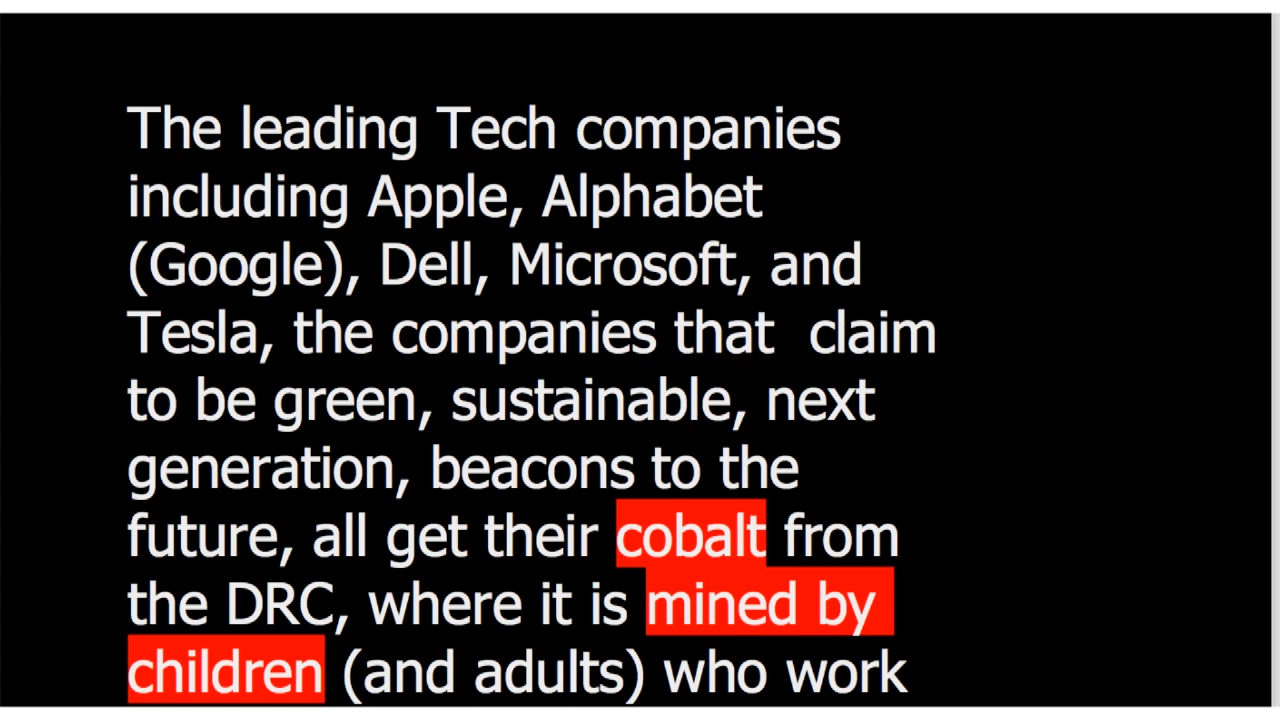 The leading Tech companies
including Apple, Alphabet
(Google), Dell, Microsoft, and
Tesla, the companies that  claim
to be green, sustainable, next
generation, beacons to the
future, all get their cobalt from
the DRC, where it is mined by
children (and adults) who work